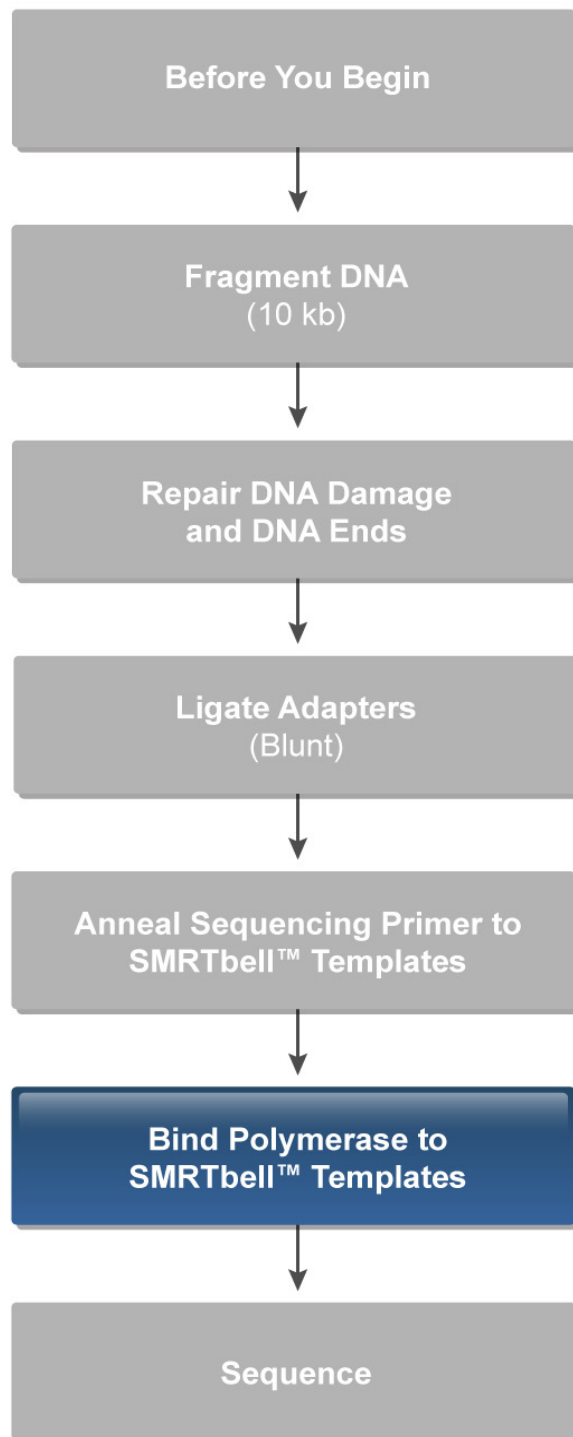 Before You Begin
Fragment DNA
(10 kb)
Repair DNA Damage
and DNA Ends
Ligate Adapters
(Blunt)
Anneal Sequencing Primer to
SMRTbell™ Templates
Bind Polymerase to
SMRTbell™ Templates
Sequence